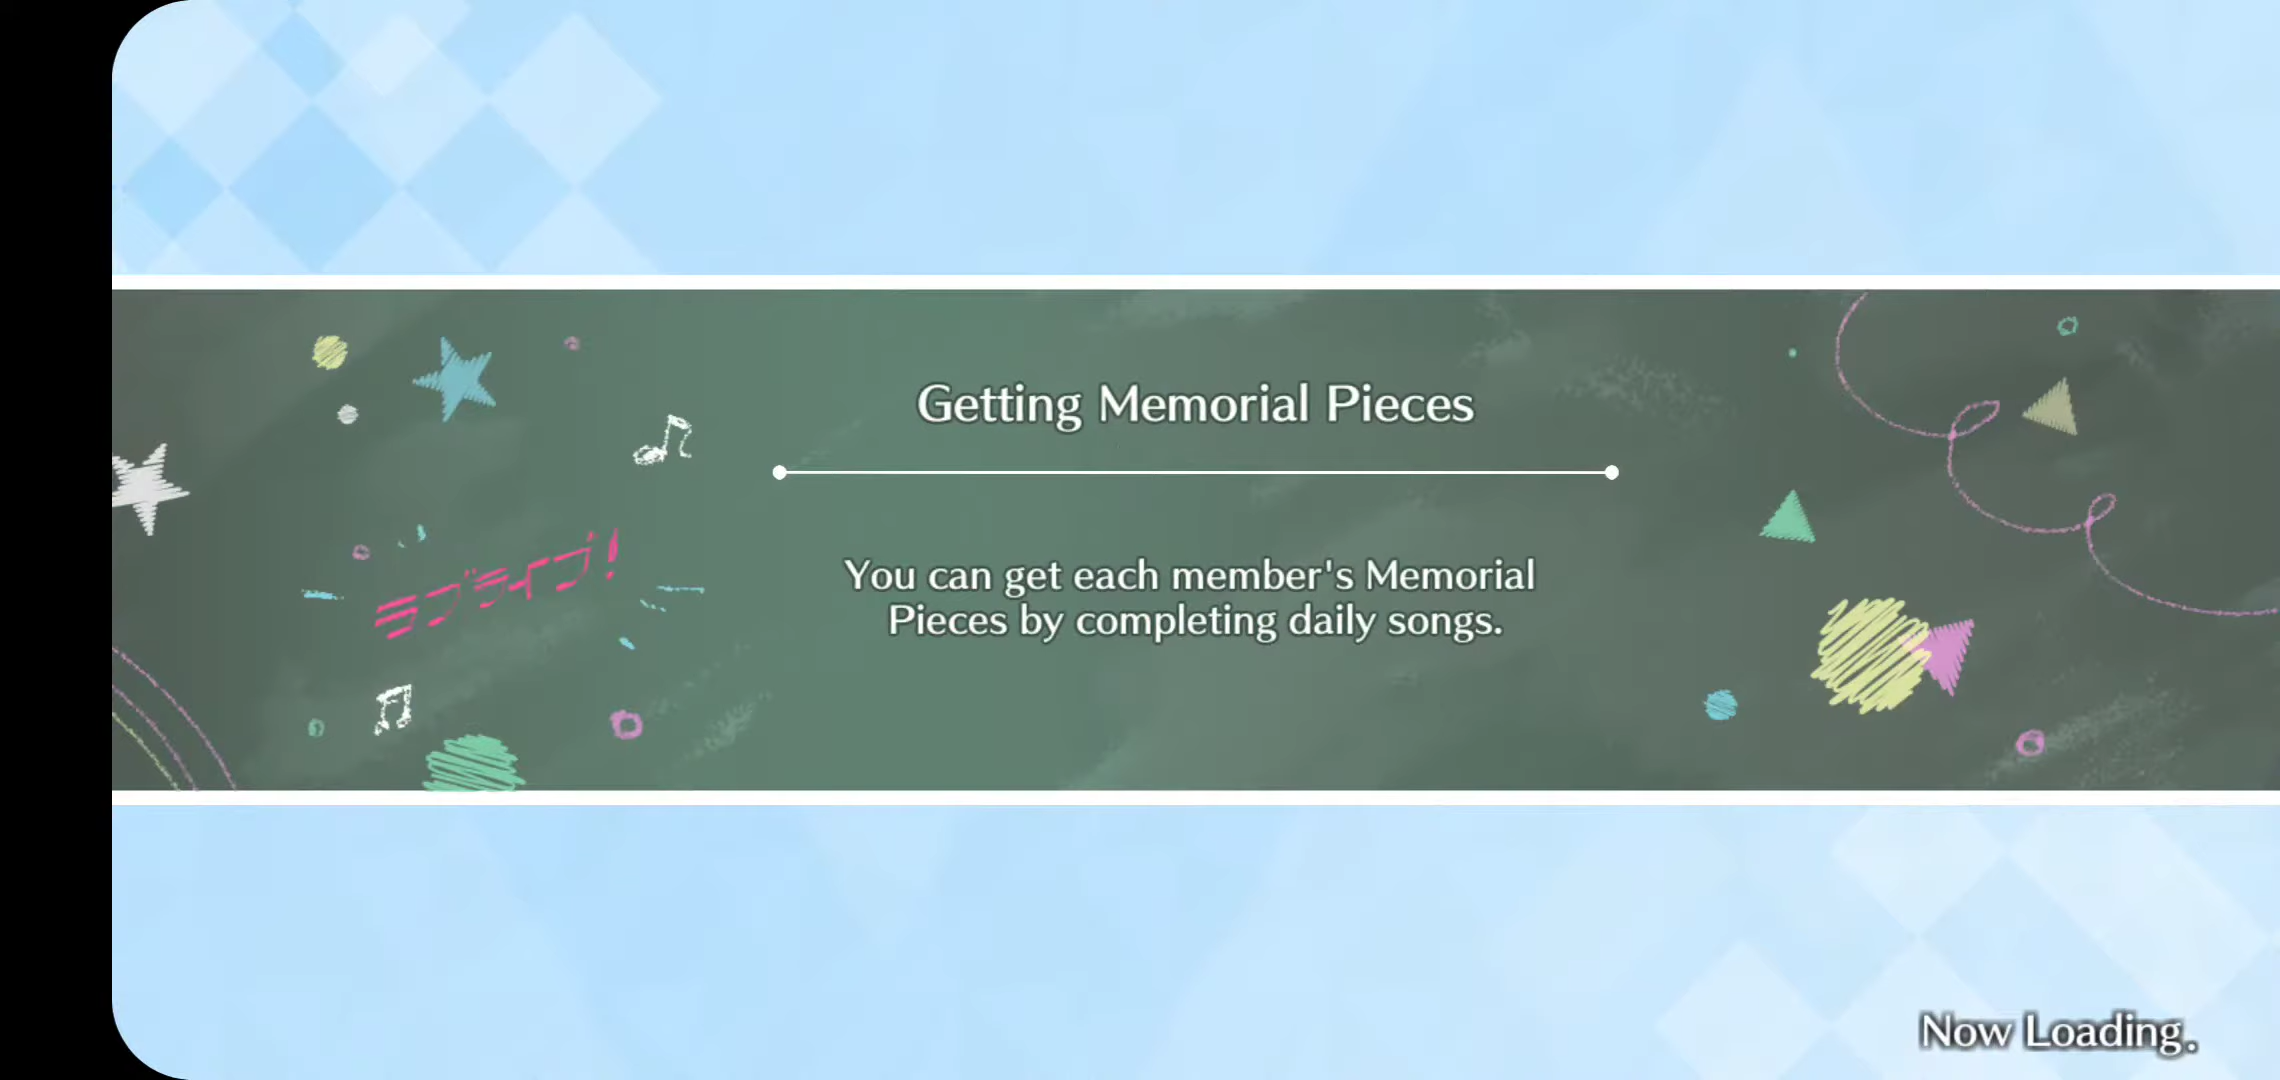 Getting Memorial Pieces
ラブライブ!
You can get each member's Memorial
Pieces by completing daily songs.
Now Loading.